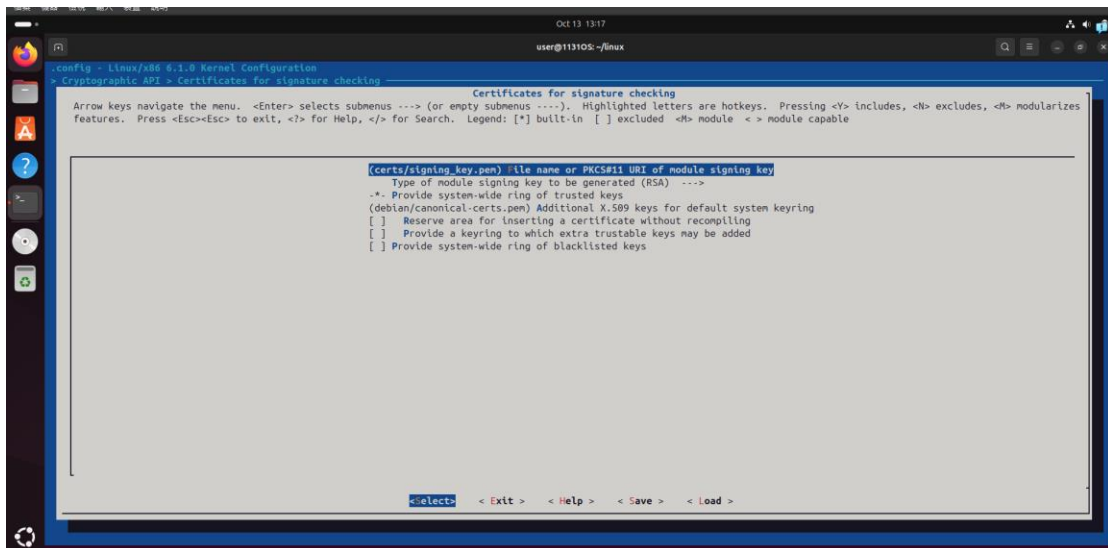 Oct 13 13:17
user@1131OS: ~/linux
.config - Linux/x86 6.1.0 Kernel Configuration
> Cryptographic API > Certificates for signature checking
Certificates for signature checking
Arrow keys navigate the menu. <Enter> selects submenus ---> (or empty submenus ----). Highlighted letters are hotkeys. Pressing <Y> includes, <N> excludes, <M> modularizes
features. Press <Esc><Esc> to exit, <?> for Help, </> for Search. Legend: [*] built-in [ ] excluded <M> module < > module capable
(certs/signing_key.pem) File name or PKCS#11 URI of module signing key
Type of module signing key to be generated (RSA) --->
-*- Provide system-wide ring of trusted keys
(debian/canonical-certs.pem) Additional X.509 keys for default system keyring
[ ] Reserve area for inserting a certificate without recompiling
[ ] Provide a keyring to which extra trustable keys may be added
[ ] Provide system-wide ring of blacklisted keys
<Select> < Exit > < Help > < Save > < Load >